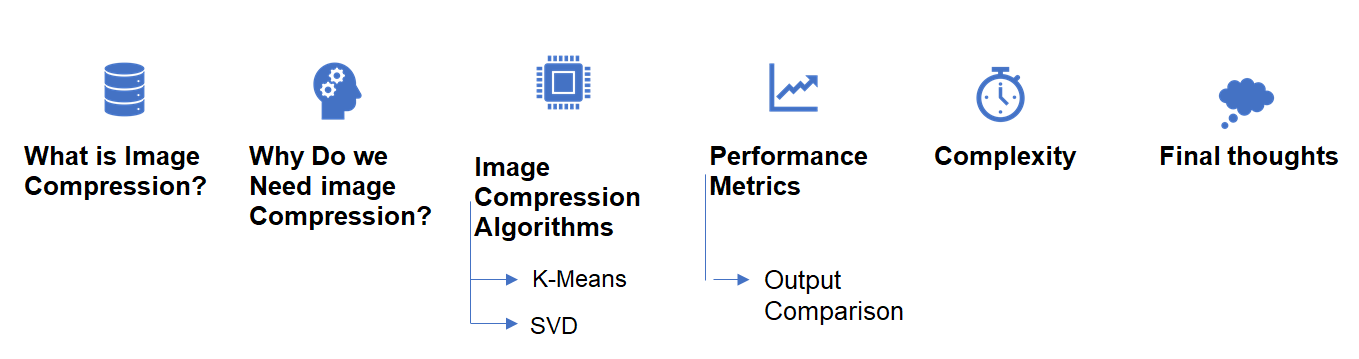 What is Image
Compression?
Why Do we
Need image
Compression?
Image
Compression
Algorithms
K-Means
SVD
Performance
Metrics
Output
Comparison
Complexity
Final thoughts